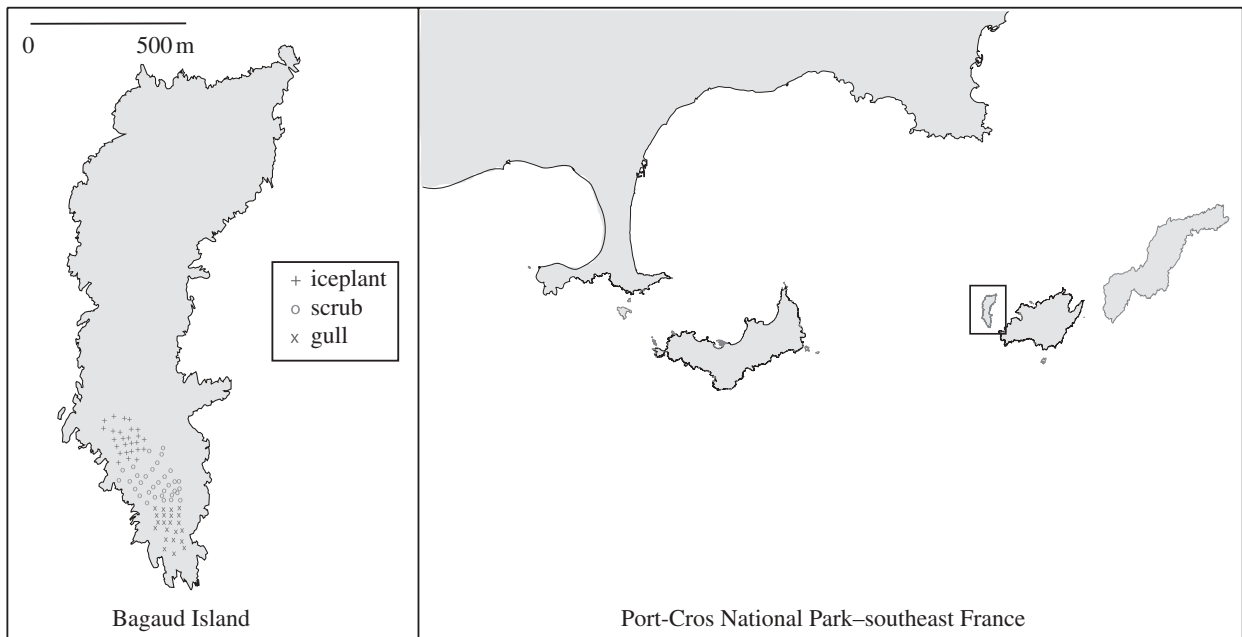 0 500 m
+ iceplant
o scrub
x gull
Bagaud Island
Port-Cros National Park–southeast France